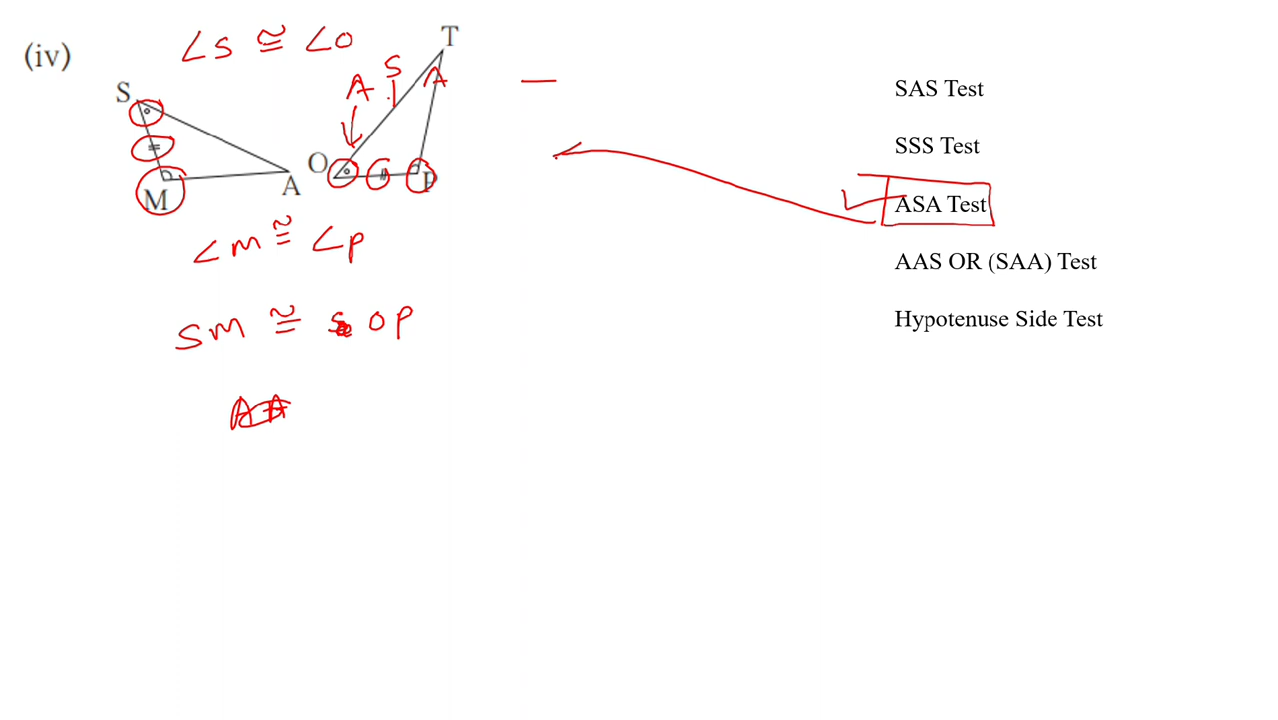 (iv)
∠S ≅ ∠O
S
M
A
T
O
P
A
S
A
∠m ≅ ∠p
Sm ≅ OP
SAS Test
SSS Test
ASA Test
AAS OR (SAA) Test
Hypotenuse Side Test